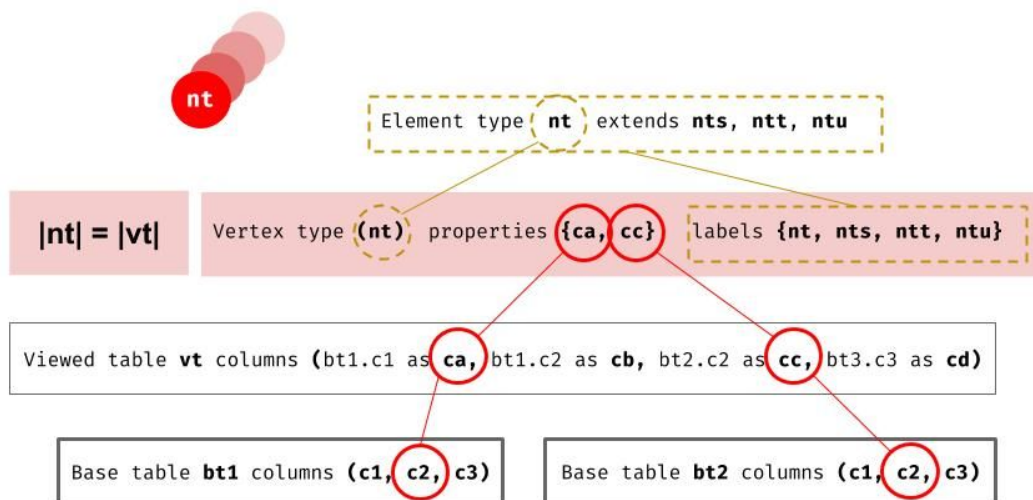 nt
Element type nt extends nts, ntt, ntu
|nt| = |vt|
Vertex type (nt) properties {ca, cc} labels {nt, nts, ntt, ntu}
Viewed table vt columns (bt1.c1 as ca, bt1.c2 as cb, bt2.c2 as cc, bt3.c3 as cd)
Base table bt1 columns (c1, c2, c3)
Base table bt2 columns (c1, c2, c3)